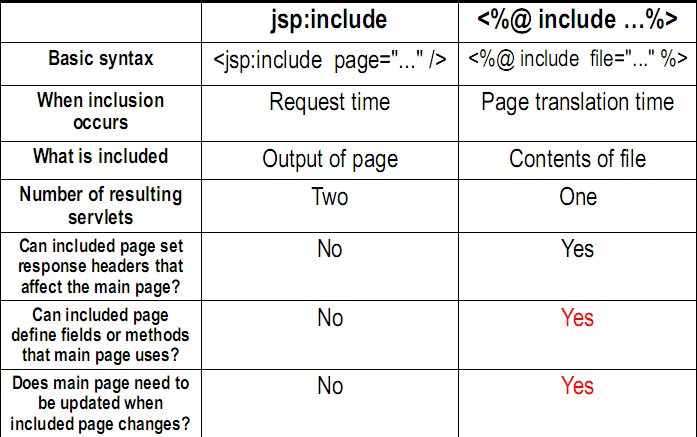 jsp:include <%@ include …%>
Basic syntax <jsp:include page="..." /> <%@ include file="..." %>
When inclusion
occurs
Request time Page translation time
What is included Output of page Contents of file
Number of resulting
servlets
Two One
Can included page set
response headers that
affect the main page?
No Yes
Can included page
define fields or methods
that main page uses?
No Yes
Does main page need to
be updated when
included page changes?
No Yes